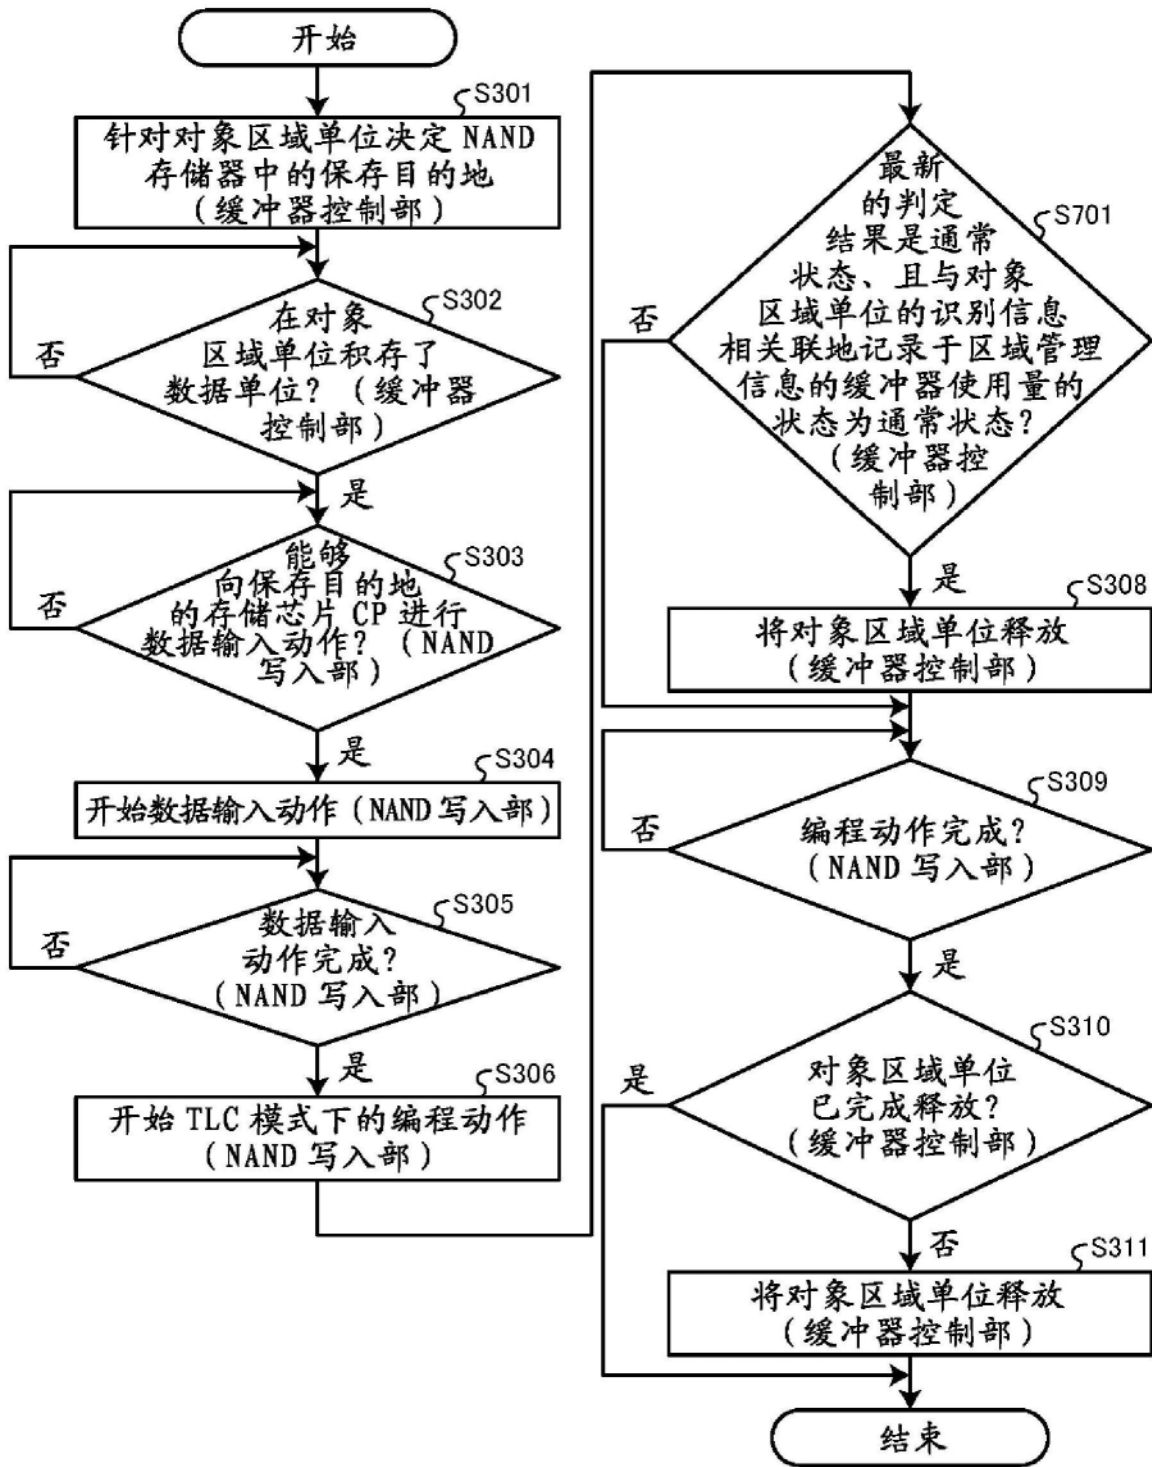 开始
S301
针对对象区域单位决定 NAND
存储器中的保存目的地
（缓冲器控制部）
S302
在对象
区域单位积存了
数据单位？（缓冲器
控制部）
否
是
S303
能够
向保存目的地
的存储芯片 CP 进行
数据输入动作？（NAND
写入部）
否
是
S304
开始数据输入动作（NAND 写入部）
S305
数据输入
动作完成？
（NAND 写入部）
否
是
S306
开始 TLC 模式下的编程动作
（NAND 写入部）
S701
最新
的判定
结果是通常
状态、且与对象
区域单位的识别信息
相关联地记录于区域管理
信息的缓冲器使用量的
状态为通常状态？
（缓冲器控
制部）
否
是
S308
将对象区域单位释放
（缓冲器控制部）
S309
编程动作完成？
（NAND 写入部）
否
是
S310
对象区域单位
已完成释放？
（缓冲器控制部）
是
否
S311
将对象区域单位释放
（缓冲器控制部）
结束